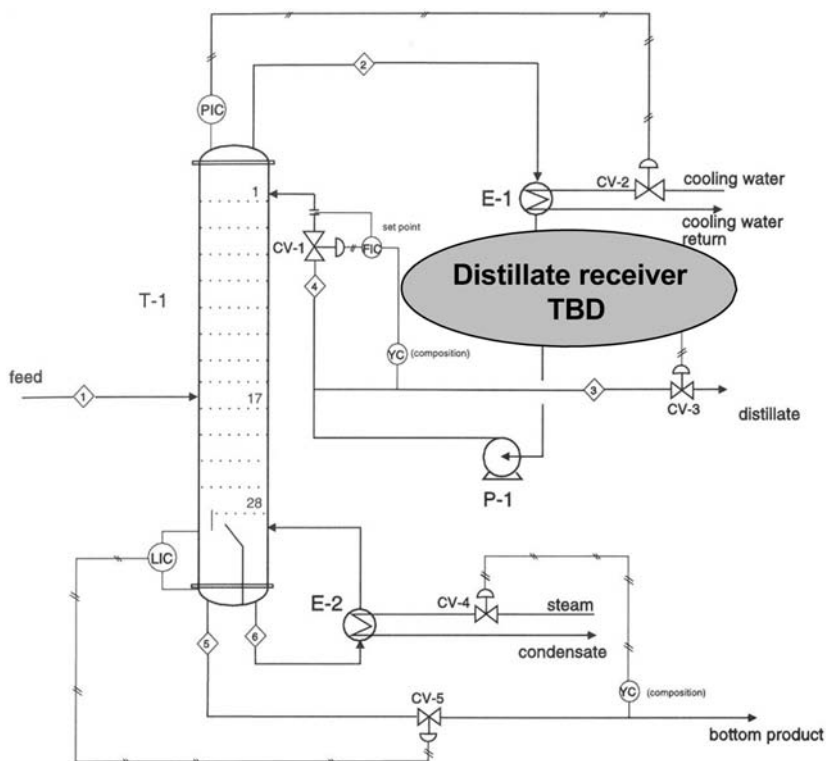 2
PIC
1
CV-2
cooling water
E-1
cooling water
return
set point
CV-1
FIC
4
Distillate receiver
TBD
T-1
YC
(composition)
feed
1
17
3
CV-3
distillate
P-1
28
LIC
E-2
CV-4
steam
condensate
5
6
YC
(composition)
CV-5
bottom product